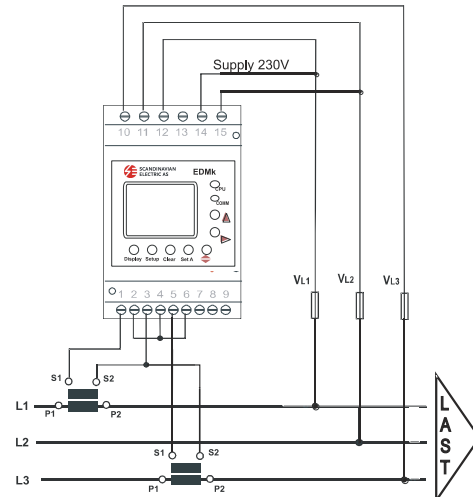 Supply 230V
10 11 12 13 14 15
SCANDINAVIAN
ELECTRIC AS
EDMk
CPU
COMM
Display Setup Clear Set A
1 2 3 4 5 6 7 8 9
VL1 VL2 VL3
S1 S2
L1 P1 P2
L2
S1 S2
L3 P1 P2
LAST